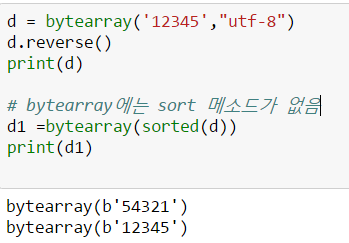 d = bytearray('12345',"utf-8")
d.reverse()
print(d)
# bytearray에는 sort 메소드가 없음
d1 =bytearray(sorted(d))
print(d1)
bytearray(b'54321')
bytearray(b'12345')